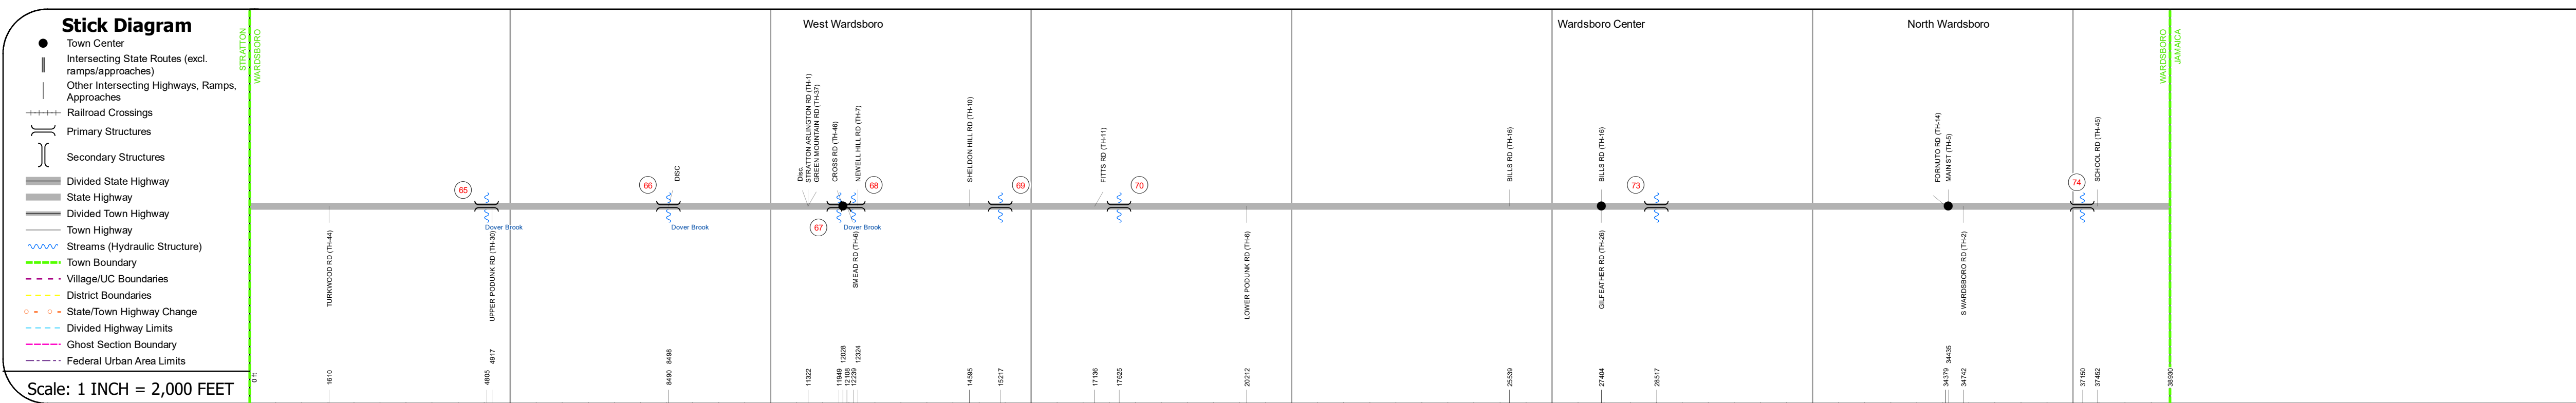 Stick Diagram
Town Center
Intersecting State Routes (excl.
ramps/approaches)
Other Intersecting Highways, Ramps,
Approaches
Railroad Crossings
Primary Structures
Secondary Structures
Divided State Highway
State Highway
Divided Town Highway
Town Highway
Streams (Hydraulic Structure)
Town Boundary
Village/UC Boundaries
District Boundaries
State/Town Highway Change
Divided Highway Limits
Ghost Section Boundary
Federal Urban Area Limits
Scale: 1 INCH = 2,000 FEET
STRATTON
WARDSBORO
West Wardsboro
Wardsboro Center
North Wardsboro
WARDSBORO
JAMAICA
DISC
Disc.
STRATTON ARLINGTON RD (TH-1)
GREEN MOUNTAIN RD (TH-37)
CROSS RD (TH-46)
NEWELL HILL RD (TH-7)
SHELDON HILL RD (TH-10)
FITTS RD (TH-11)
BILLS RD (TH-16)
BILLS RD (TH-16)
FORNUTO RD (TH-14)
MAIN ST (TH-5)
SCHOOL RD (TH-45)
65
66
67
68
69
70
73
74
Dover Brook
Dover Brook
Dover Brook
TURKWOOD RD (TH-44)
UPPER PODUNK RD (TH-30)
SMEAD RD (TH-6)
LOWER PODUNK RD (TH-6)
GILFEATHER RD (TH-26)
S WARDSBORO RD (TH-2)
0 ft
1610
4805
4917
8490
8498
11322
11949
12028
12108
12239
12324
14595
15217
17136
17625
20212
25539
27404
28517
34379
34435
34742
37150
37452
38930